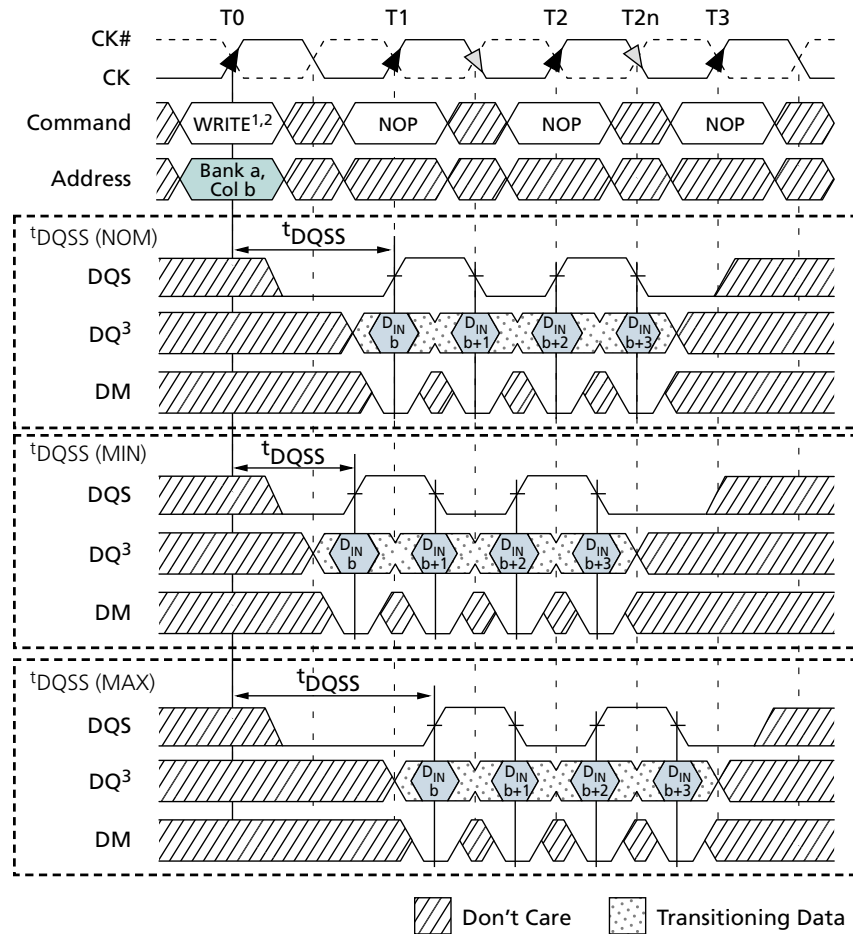 T0 T1 T2 T2n T3
CK#
CK
Command WRITE1,2 NOP NOP NOP
Address Bank a, Col b
tDQSS (NOM) tDQSS
DQS
DQ3 DIN b DIN b+1 DIN b+2 DIN b+3
DM
tDQSS (MIN) tDQSS
DQS
DQ3 DIN b DIN b+1 DIN b+2 DIN b+3
DM
tDQSS (MAX) tDQSS
DQS
DQ3 DIN b DIN b+1 DIN b+2 DIN b+3
DM
Don't Care Transitioning Data